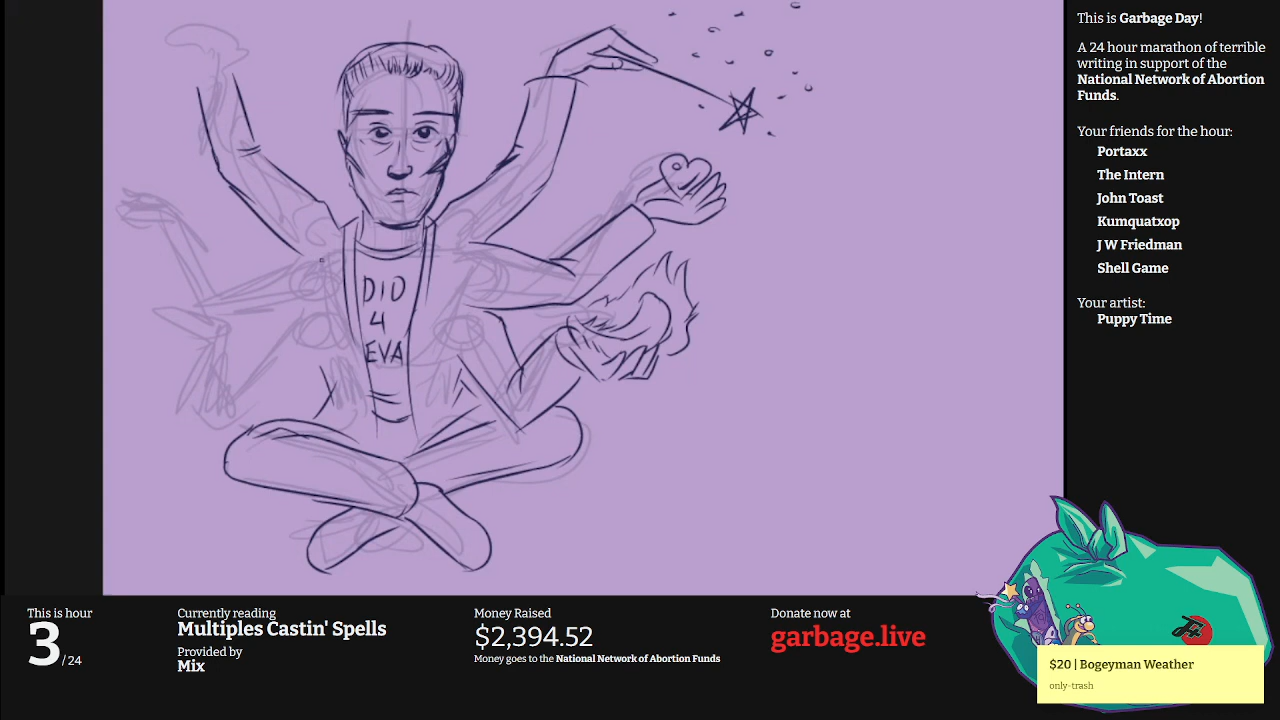 DID
4
EVA
This is Garbage Day!
A 24 hour marathon of terrible
writing in support of the
National Network of Abortion
Funds.
Your friends for the hour:
Portaxx
The Intern
John Toast
Kumquatxop
J W Friedman
Shell Game
Your artist:
Puppy Time
This is hour
3/24
Currently reading
Multiples Castin' Spells
Provided by
Mix
Money Raised
$2,394.52
Money goes to the National Network of Abortion Funds
Donate now at
garbage.live
$20 | Bogeyman Weather
only-trash